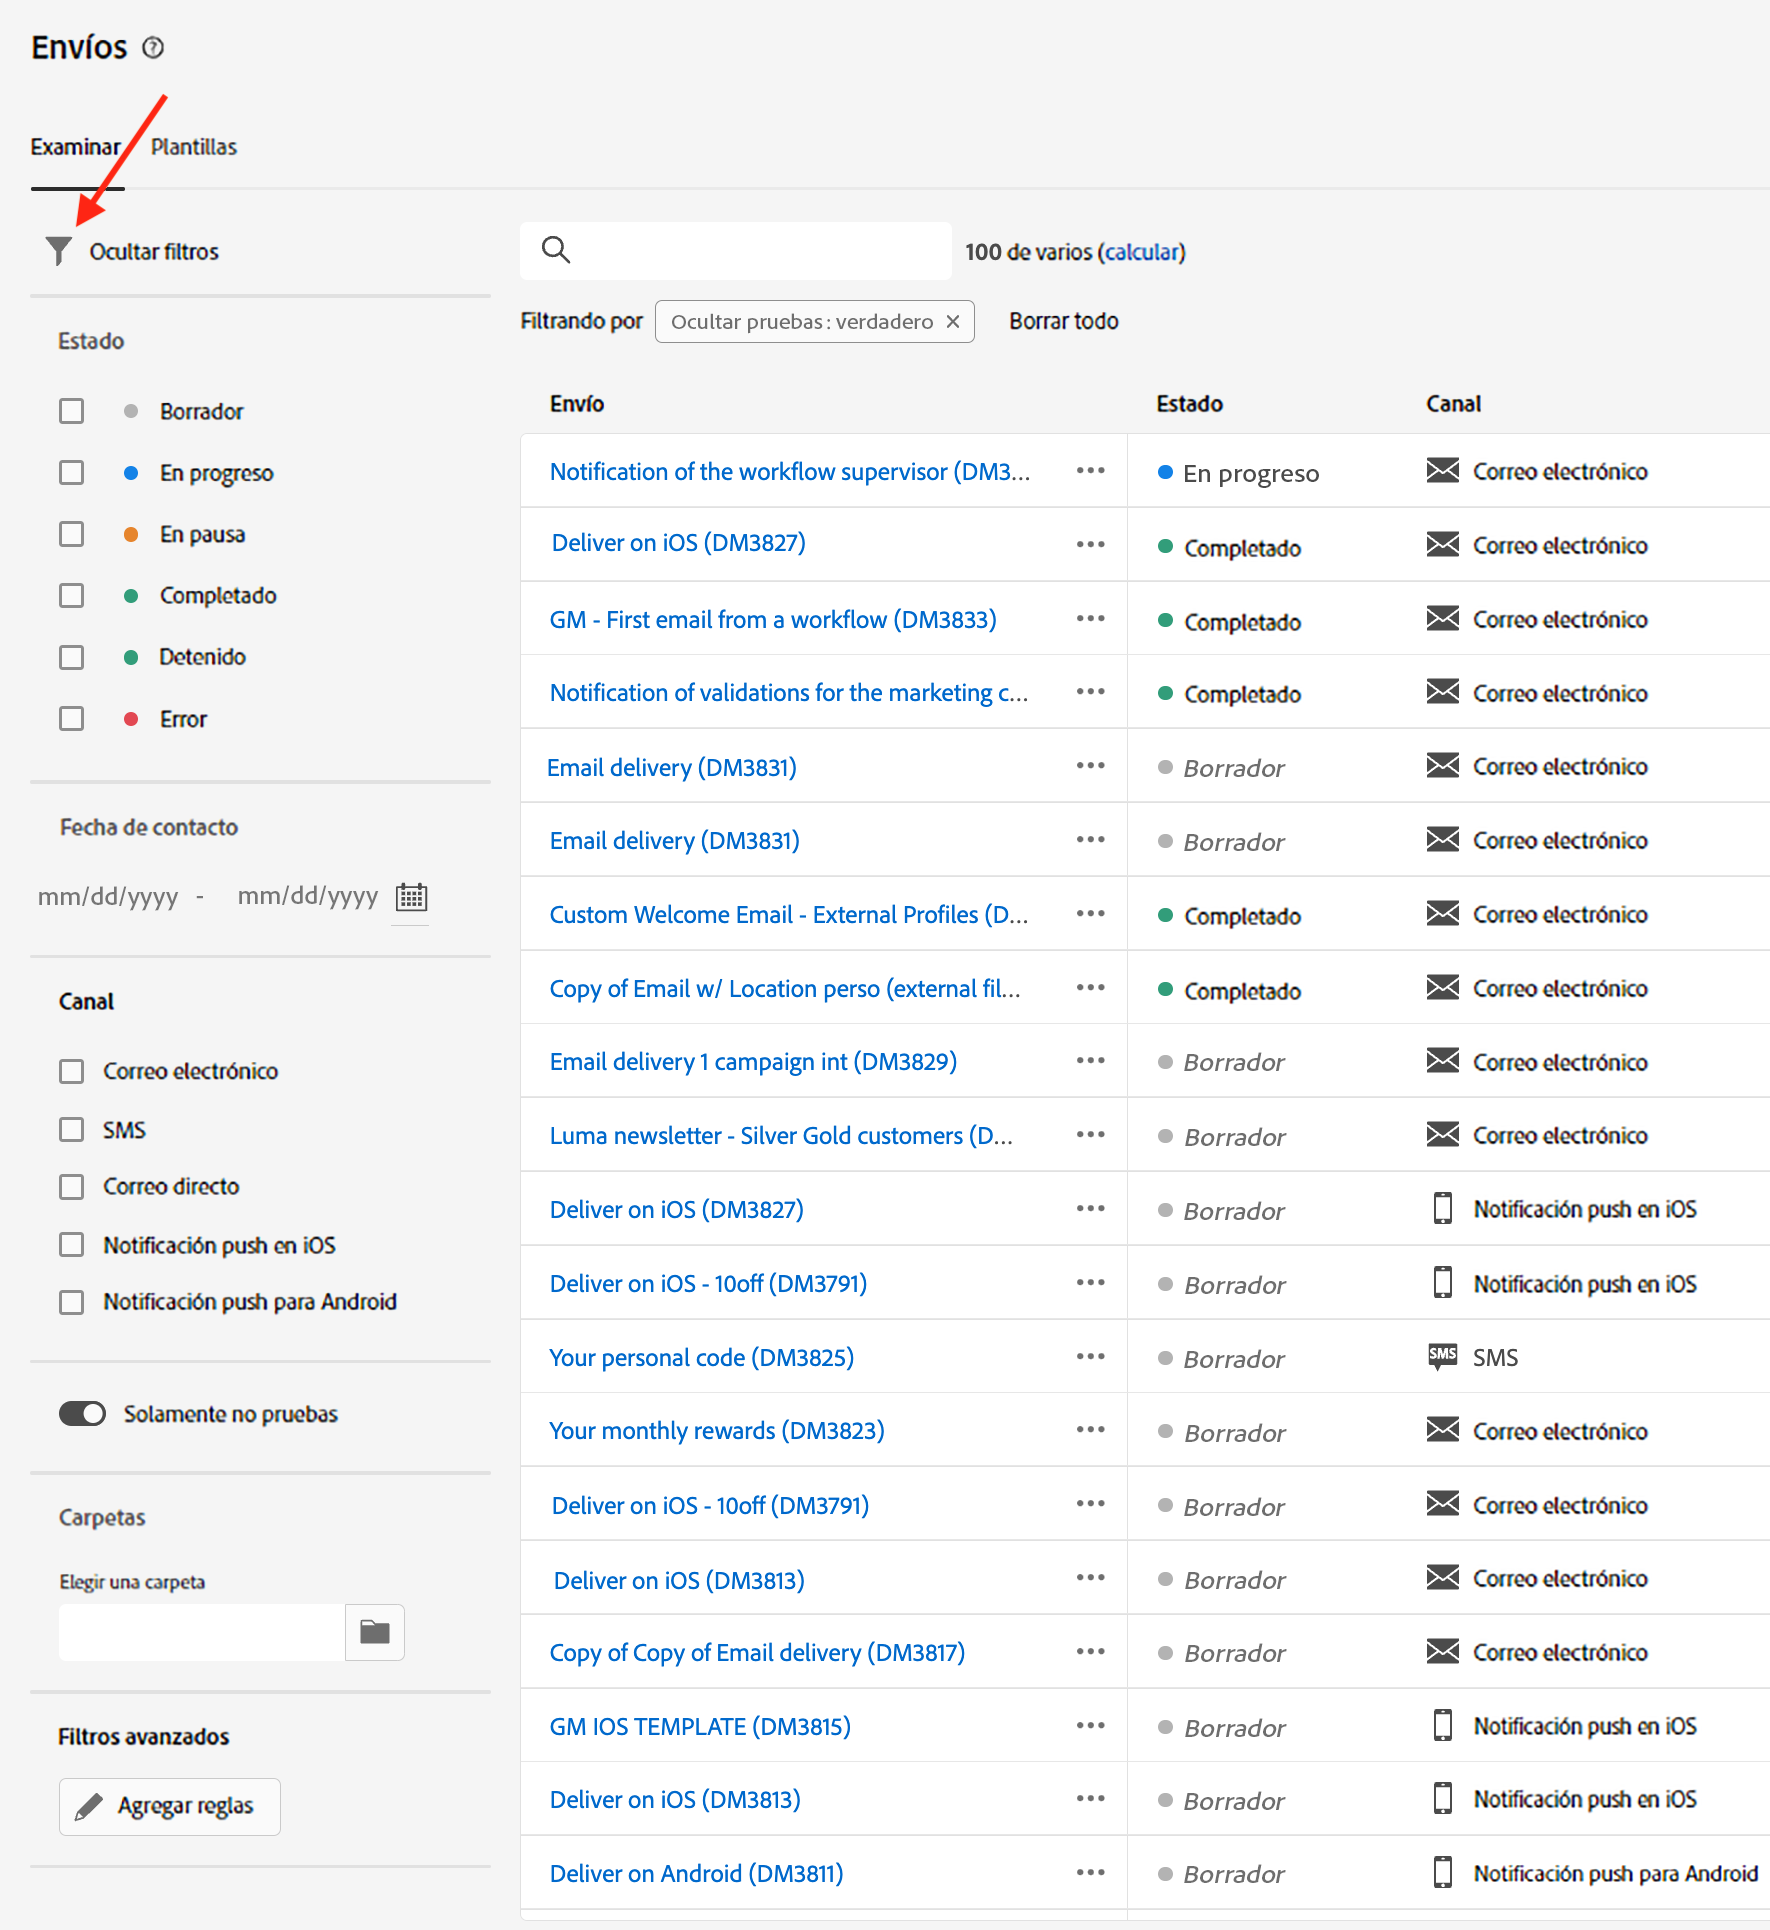 Envíos
Examinar Plantillas
Ocultar filtros
Estado
Borrador
En progreso
En pausa
Completado
Detenido
Error
Fecha de contacto
mm/dd/yyyy - mm/dd/yyyy
Canal
Correo electrónico
SMS
Correo directo
Notificación push en iOS
Notificación push para Android
Solamente no pruebas
Carpetas
Elegir una carpeta
Filtros avanzados
Agregar reglas
100 de varios (calcular)
Filtrando por Ocultar pruebas : verdadero × Borrar todo
Envío Estado Canal
Notification of the workflow supervisor (DM3... En progreso Correo electrónico
Deliver on iOS (DM3827) Completado Correo electrónico
GM - First email from a workflow (DM3833) Completado Correo electrónico
Notification of validations for the marketing c... Completado Correo electrónico
Email delivery (DM3831) Borrador Correo electrónico
Email delivery (DM3831) Borrador Correo electrónico
Custom Welcome Email - External Profiles (D... Completado Correo electrónico
Copy of Email w/ Location perso (external fil... Completado Correo electrónico
Email delivery 1 campaign int (DM3829) Borrador Correo electrónico
Luma newsletter - Silver Gold customers (D... Borrador Correo electrónico
Deliver on iOS (DM3827) Borrador Notificación push en iOS
Deliver on iOS - 10off (DM3791) Borrador Notificación push en iOS
Your personal code (DM3825) Borrador SMS SMS
Your monthly rewards (DM3823) Borrador Correo electrónico
Deliver on iOS - 10off (DM3791) Borrador Correo electrónico
Deliver on iOS (DM3813) Borrador Correo electrónico
Copy of Copy of Email delivery (DM3817) Borrador Correo electrónico
GM IOS TEMPLATE (DM3815) Borrador Notificación push en iOS
Deliver on iOS (DM3813) Borrador Notificación push en iOS
Deliver on Android (DM3811) Borrador Notificación push para Android